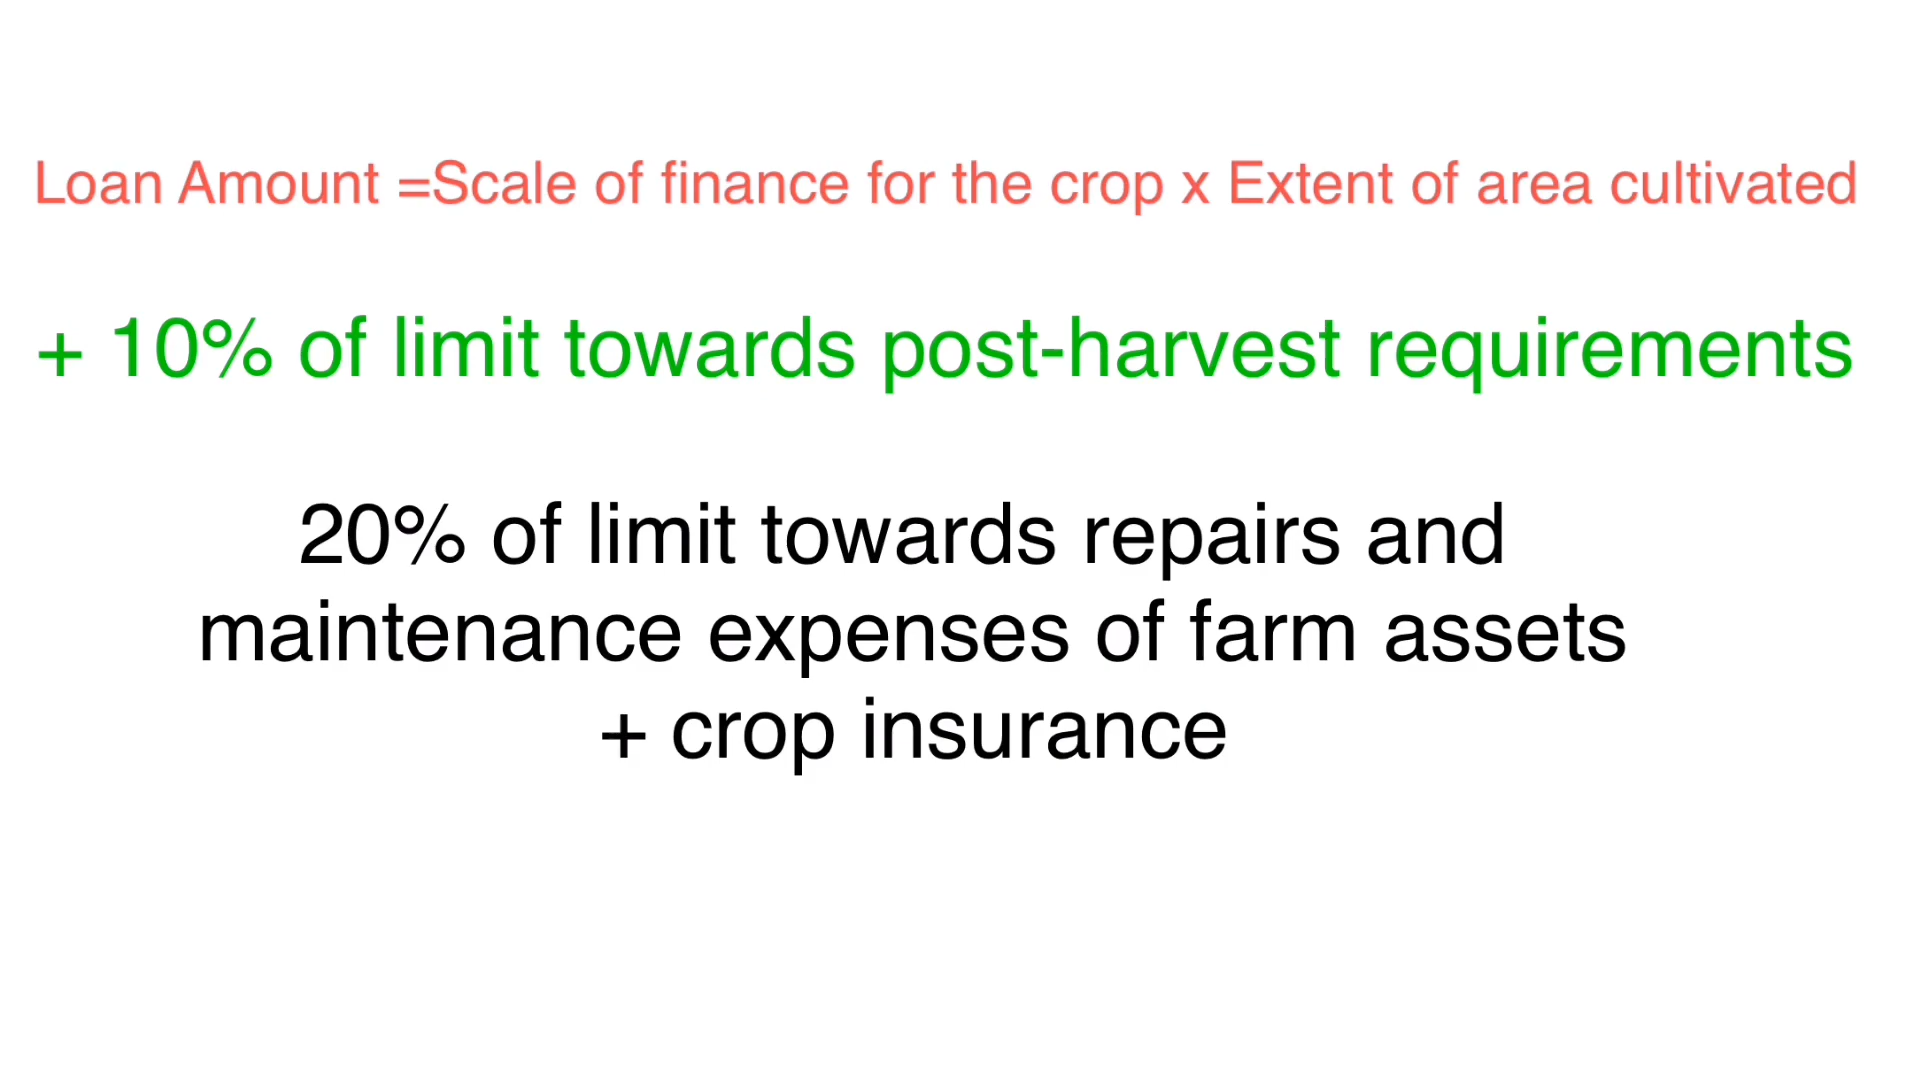 Loan Amount =Scale of finance for the crop x Extent of area cultivated
+ 10% of limit towards post-harvest requirements
20% of limit towards repairs and
maintenance expenses of farm assets
+ crop insurance